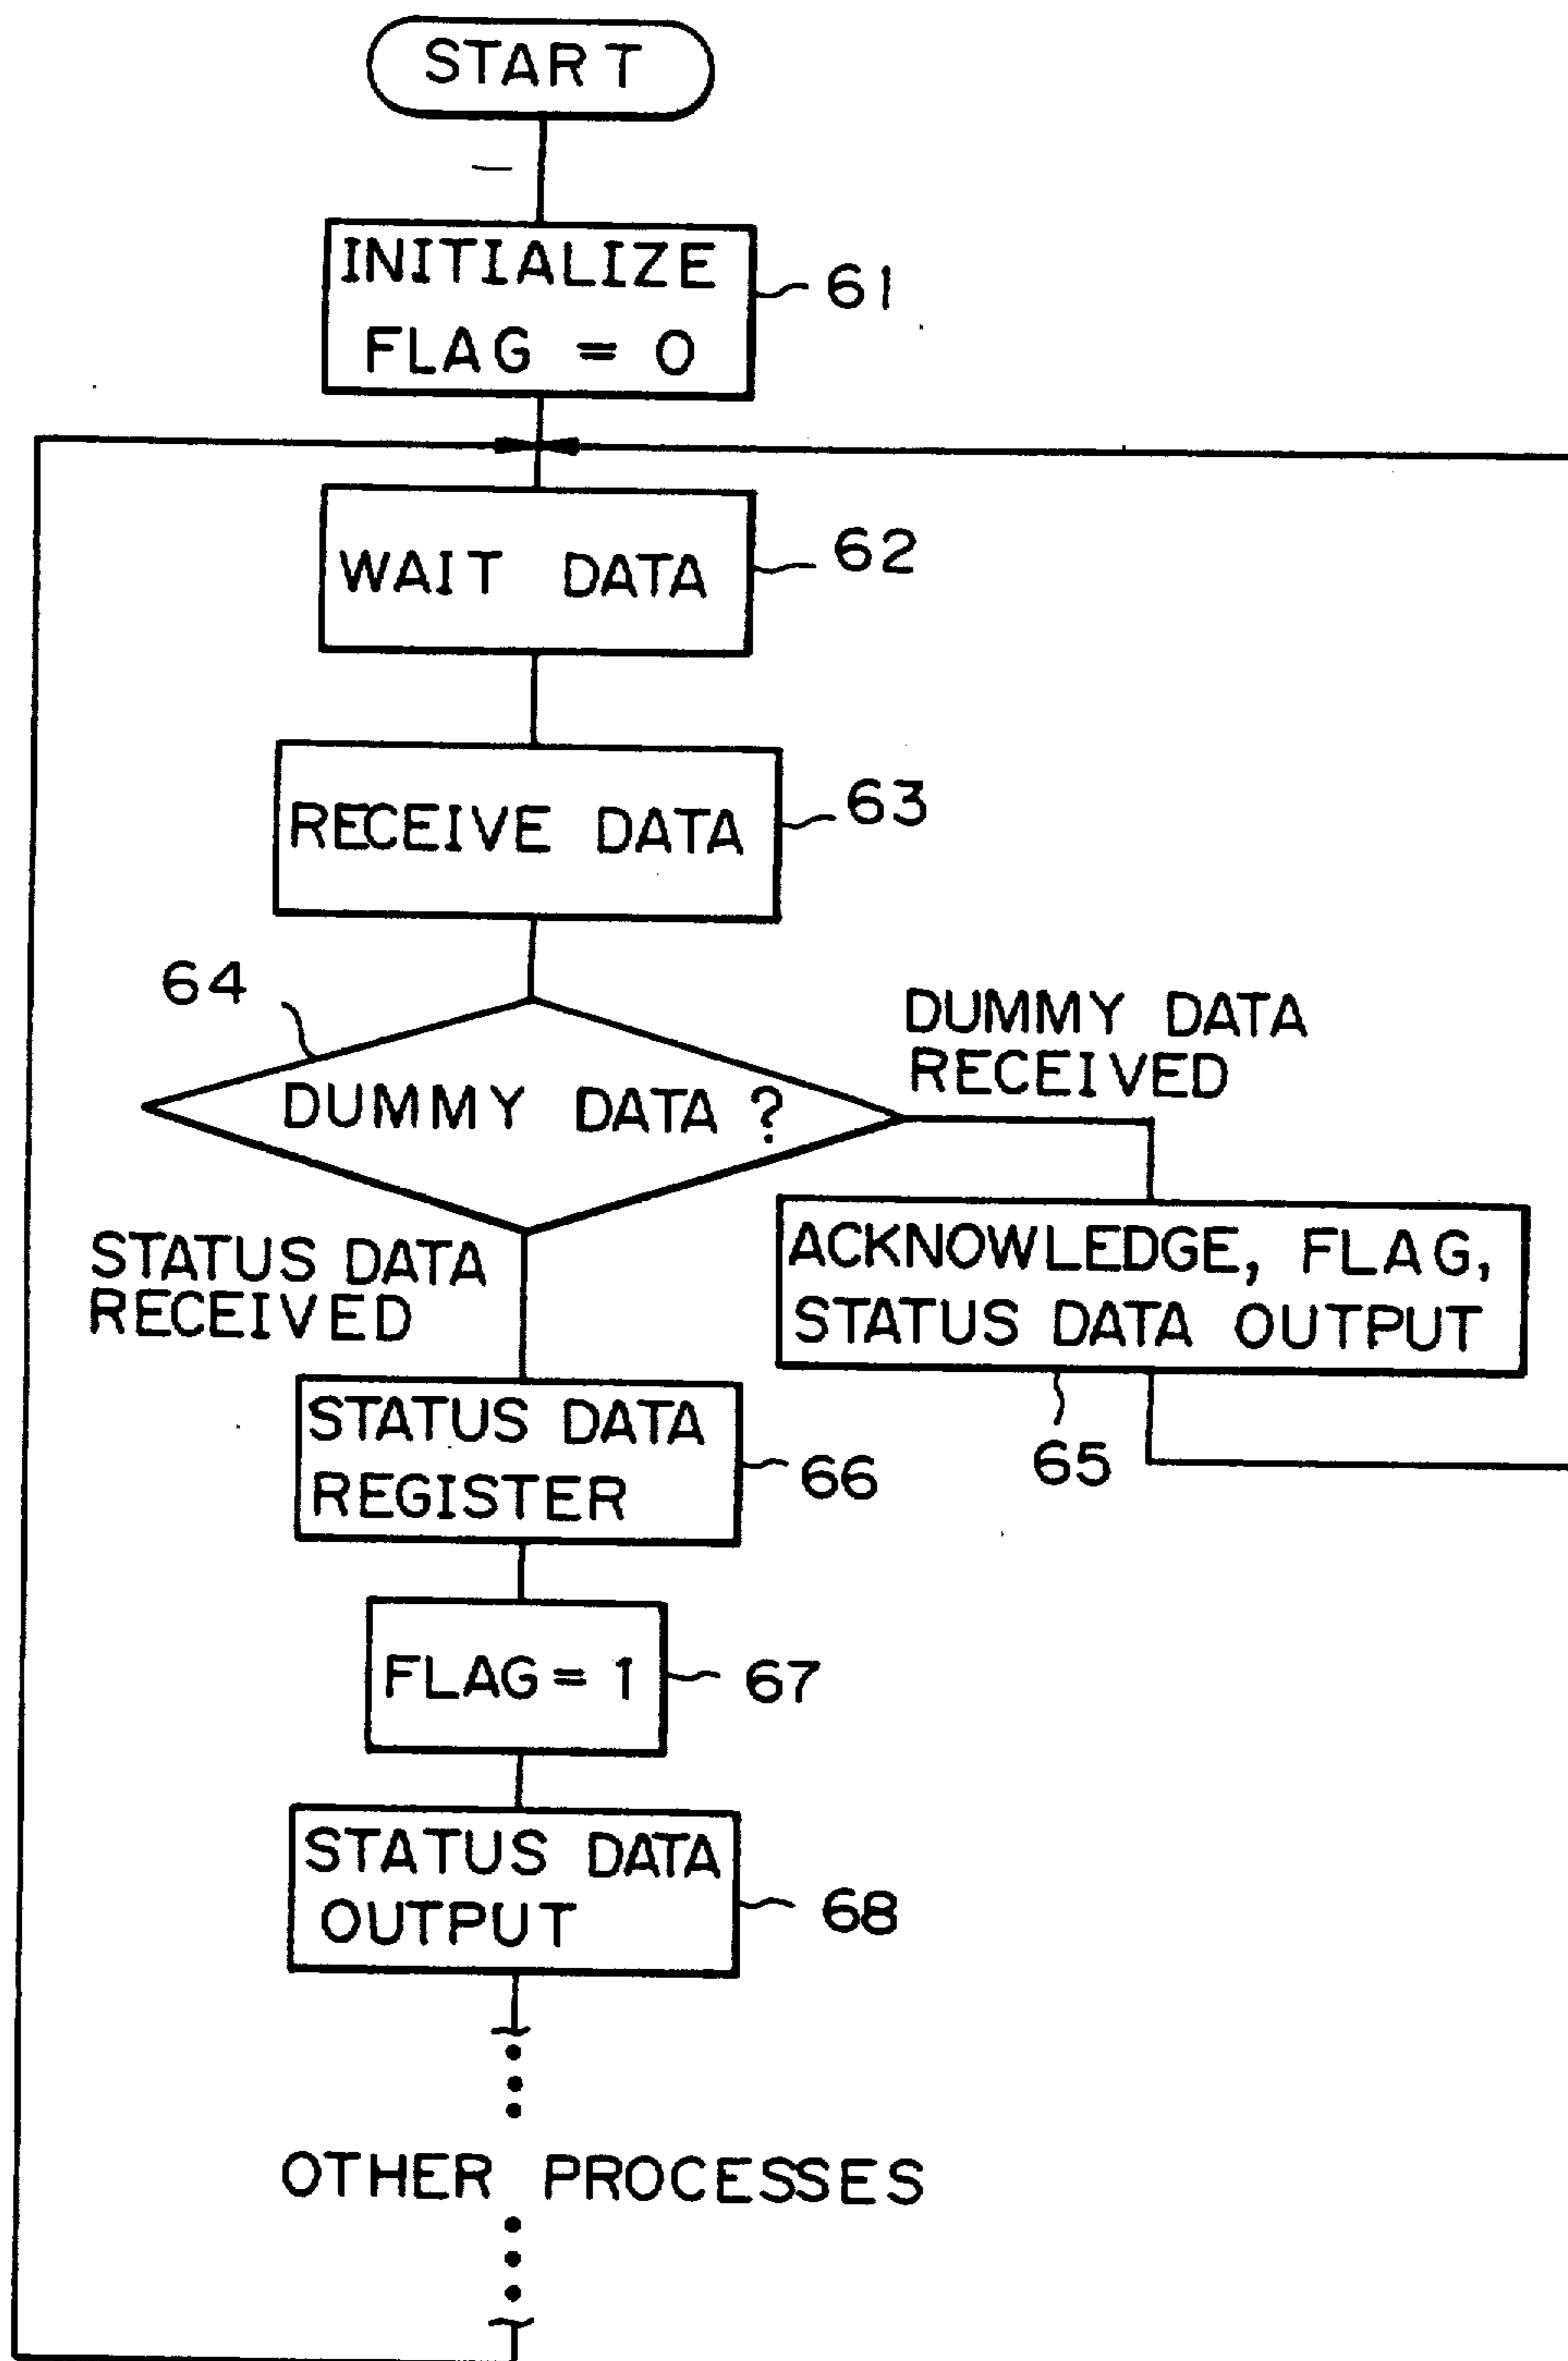 START
INITIALIZE
FLAG = 0
61
WAIT DATA
62
RECEIVE DATA
63
64
DUMMY DATA ?
DUMMY DATA
RECEIVED
STATUS DATA
RECEIVED
ACKNOWLEDGE, FLAG,
STATUS DATA OUTPUT
65
STATUS DATA
REGISTER
66
FLAG = 1
67
STATUS DATA
OUTPUT
68
OTHER PROCESSES